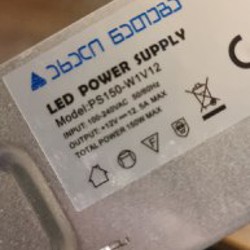 ახალი ნათება
LED POWER SUPPLY
Model:PS150-W1V12
INPUT: 100-240VAC 50/60Hz
OUTPUT: +12V 12.5A MAX
TOTAL POWER 150W MAX